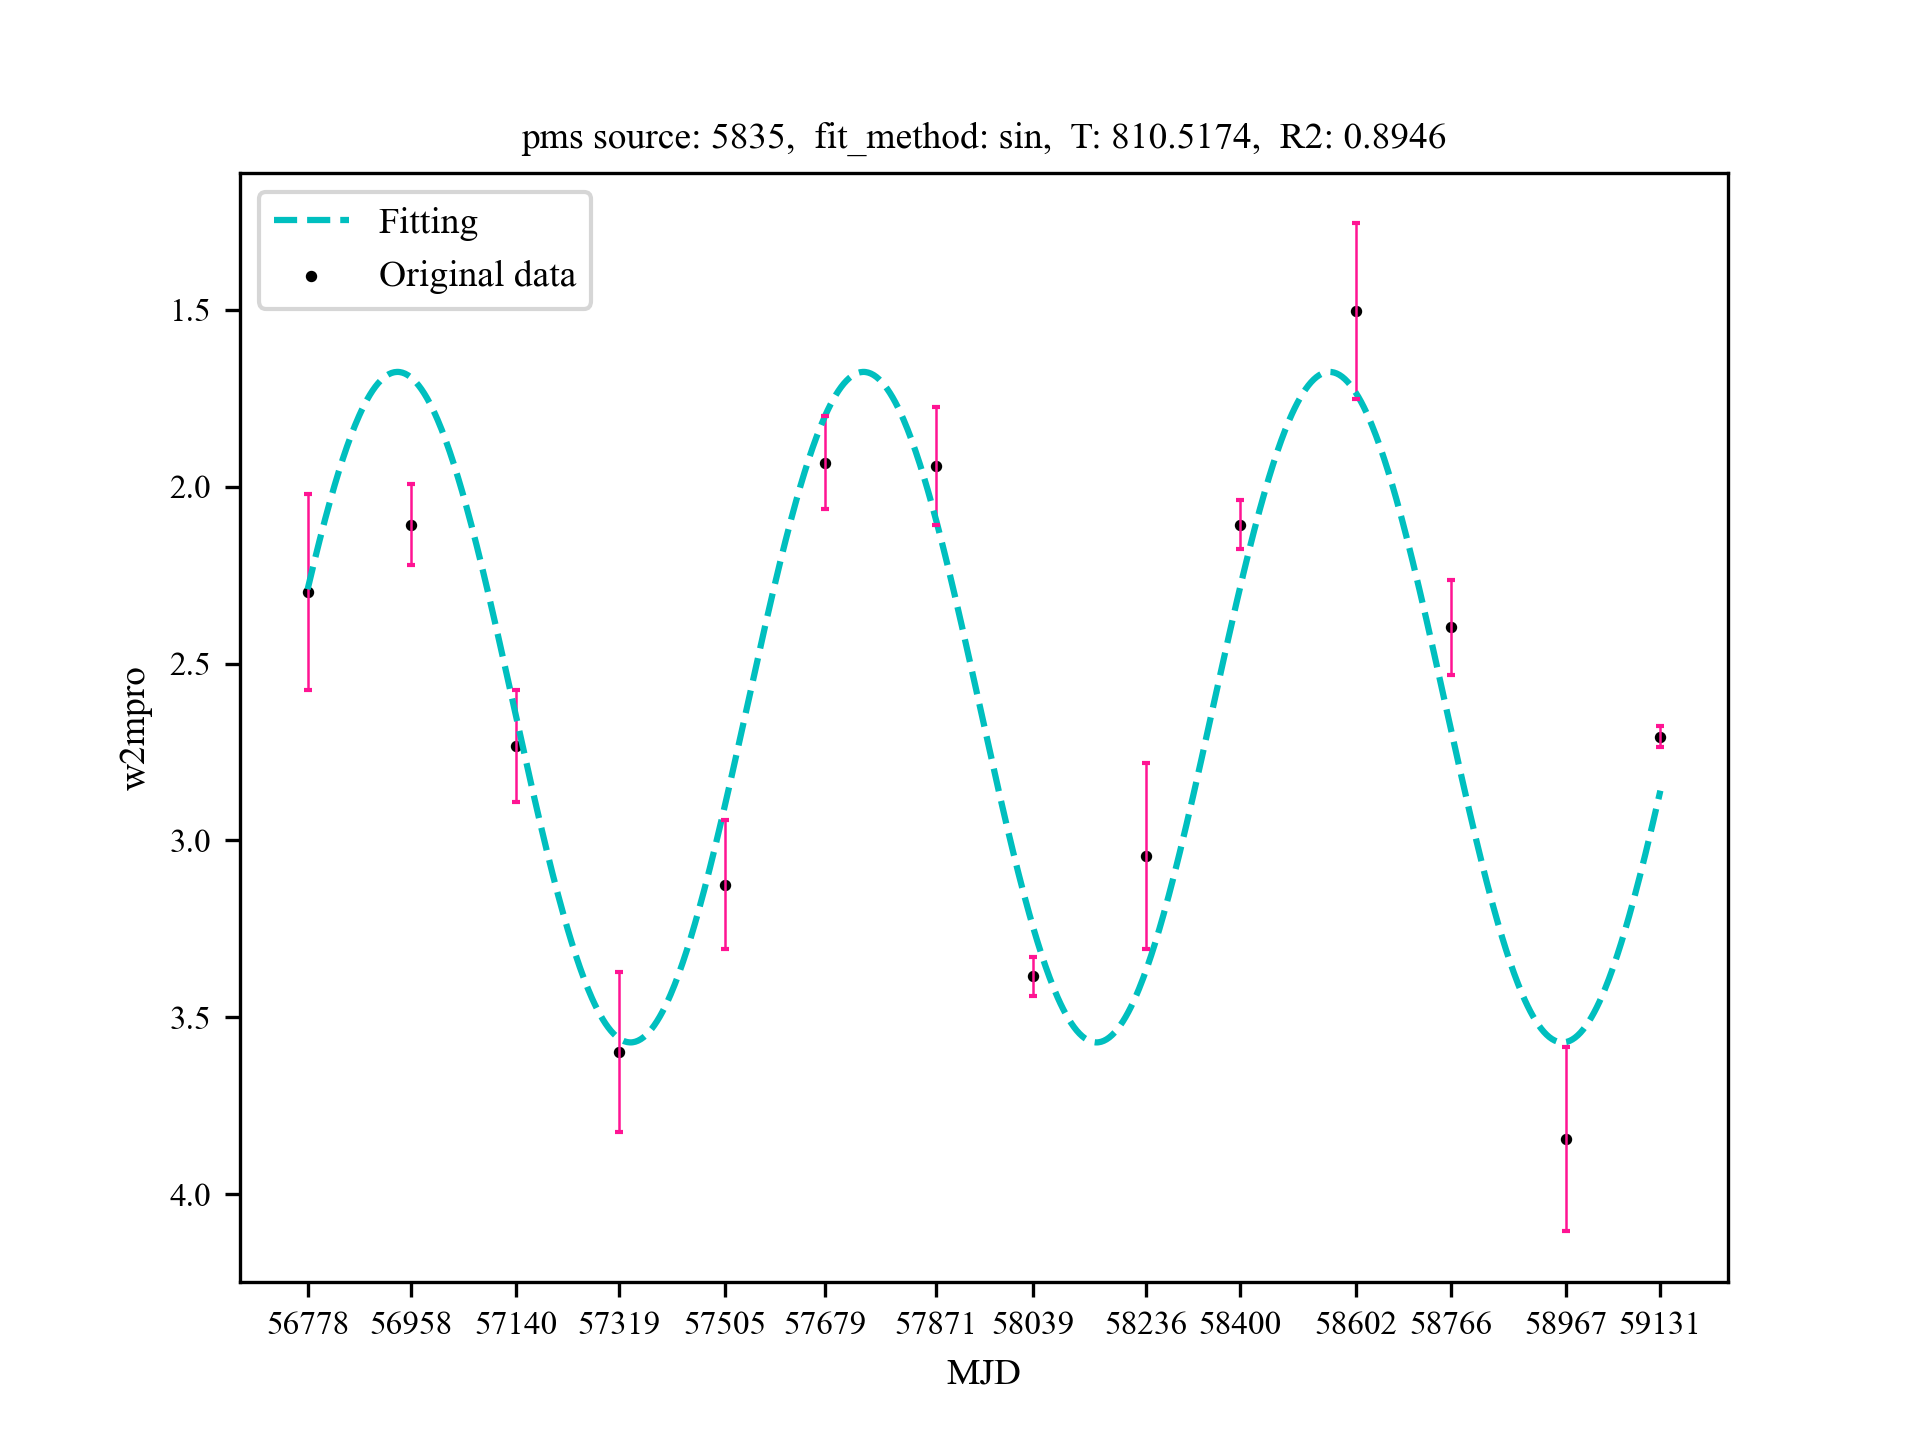 pms source: 5835,  fit_method: sin,  T: 810.5174,  R2: 0.8946
Fitting
Original data
1.5
2.0
2.5
3.0
3.5
4.0
w2mpro
56778 56958 57140 57319 57505 57679 57871 58039 58236 58400 58602 58766 58967 59131
MJD